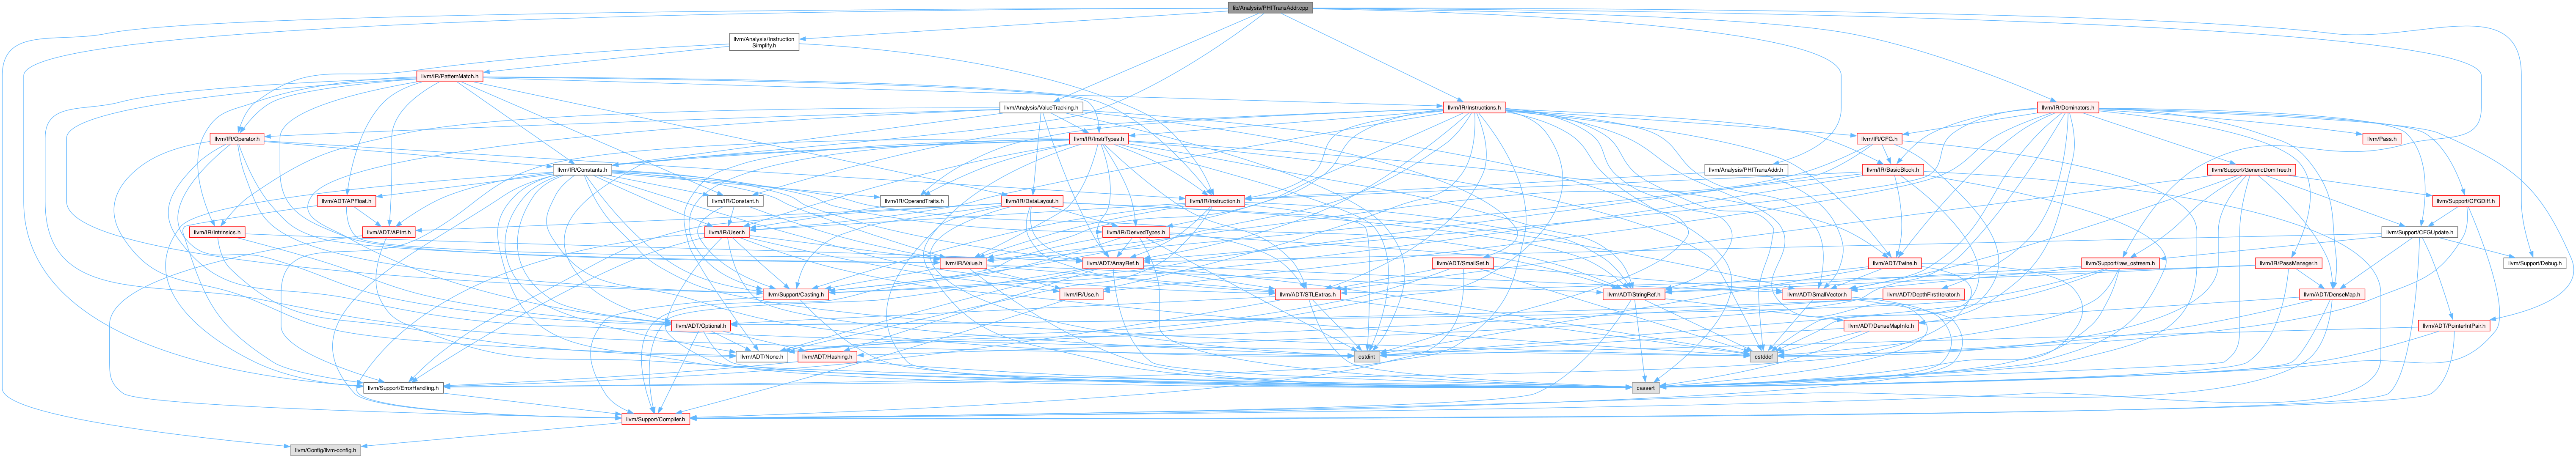 lib/Analysis/PHITransAddr.cpp
llvm/Analysis/Instruction
Simplify.h
llvm/IR/PatternMatch.h
llvm/Analysis/ValueTracking.h
llvm/IR/Instructions.h
llvm/IR/Dominators.h
llvm/IR/Operator.h
llvm/IR/InstrTypes.h
llvm/IR/CFG.h
llvm/Pass.h
llvm/IR/Constants.h
llvm/Analysis/PHITransAddr.h
llvm/IR/BasicBlock.h
llvm/Support/GenericDomTree.h
llvm/ADT/APFloat.h
llvm/IR/Constant.h
llvm/IR/OperandTraits.h
llvm/IR/DataLayout.h
llvm/IR/Instruction.h
llvm/Support/CFGDiff.h
llvm/IR/Intrinsics.h
llvm/ADT/APInt.h
llvm/IR/User.h
llvm/IR/DerivedTypes.h
llvm/Support/CFGUpdate.h
llvm/IR/Value.h
llvm/ADT/ArrayRef.h
llvm/ADT/SmallSet.h
llvm/ADT/Twine.h
llvm/Support/raw_ostream.h
llvm/IR/PassManager.h
llvm/Support/Debug.h
llvm/Support/Casting.h
llvm/IR/Use.h
llvm/ADT/STLExtras.h
llvm/ADT/StringRef.h
llvm/ADT/SmallVector.h
llvm/ADT/DepthFirstIterator.h
llvm/ADT/DenseMap.h
llvm/ADT/Optional.h
llvm/ADT/DenseMapInfo.h
llvm/ADT/PointerIntPair.h
llvm/ADT/None.h
llvm/ADT/Hashing.h
cstdint
cstddef
llvm/Support/ErrorHandling.h
cassert
llvm/Support/Compiler.h
llvm/Config/llvm-config.h